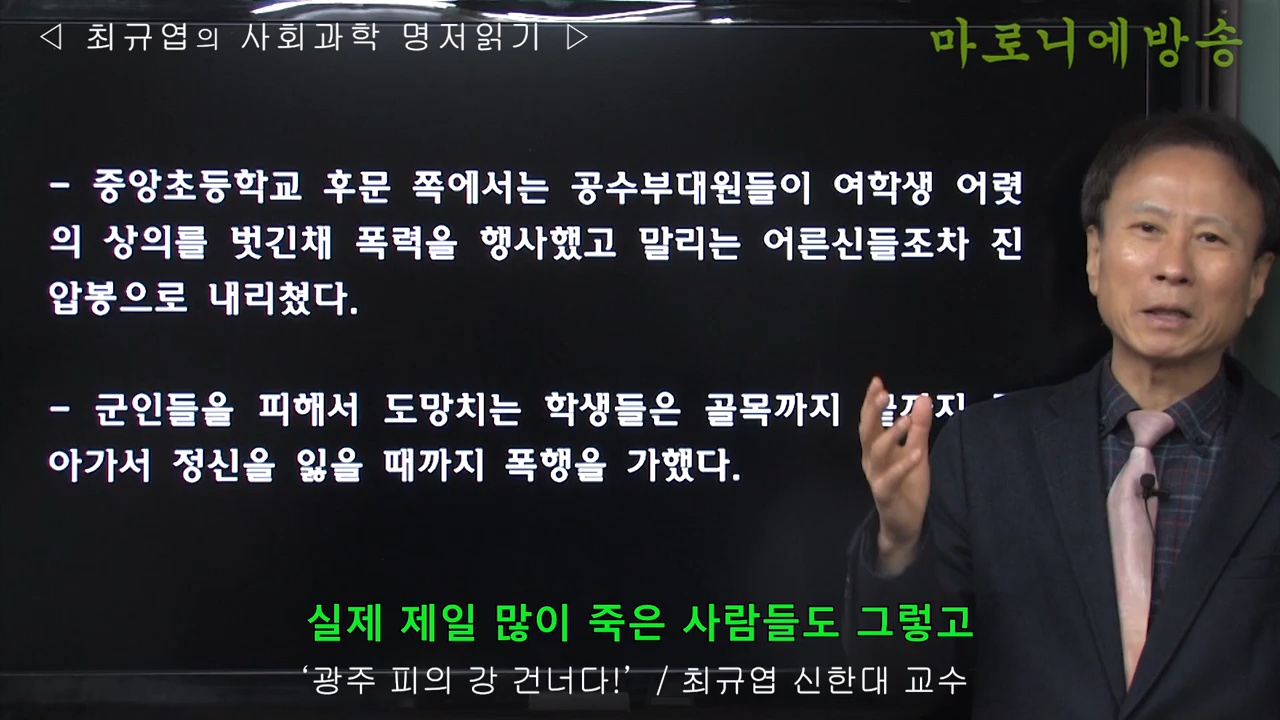 ◁ 최규엽의 사회과학 명저읽기 ▷
마로니에방송
- 중앙초등학교 후문 쪽에서는 공수부대원들이 여학생 어렷
의 상의를 벗긴채 폭력을 행사했고 말리는 어른신들조차 진
압봉으로 내리쳤다.
- 군인들을 피해서 도망치는 학생들은 골목까지
아가서 정신을 잃을 때까지 폭행을 가했다.
실제 제일 많이 죽은 사람들도 그렇고
‘광주 피의 강 건너다!’ / 최규엽 신한대 교수